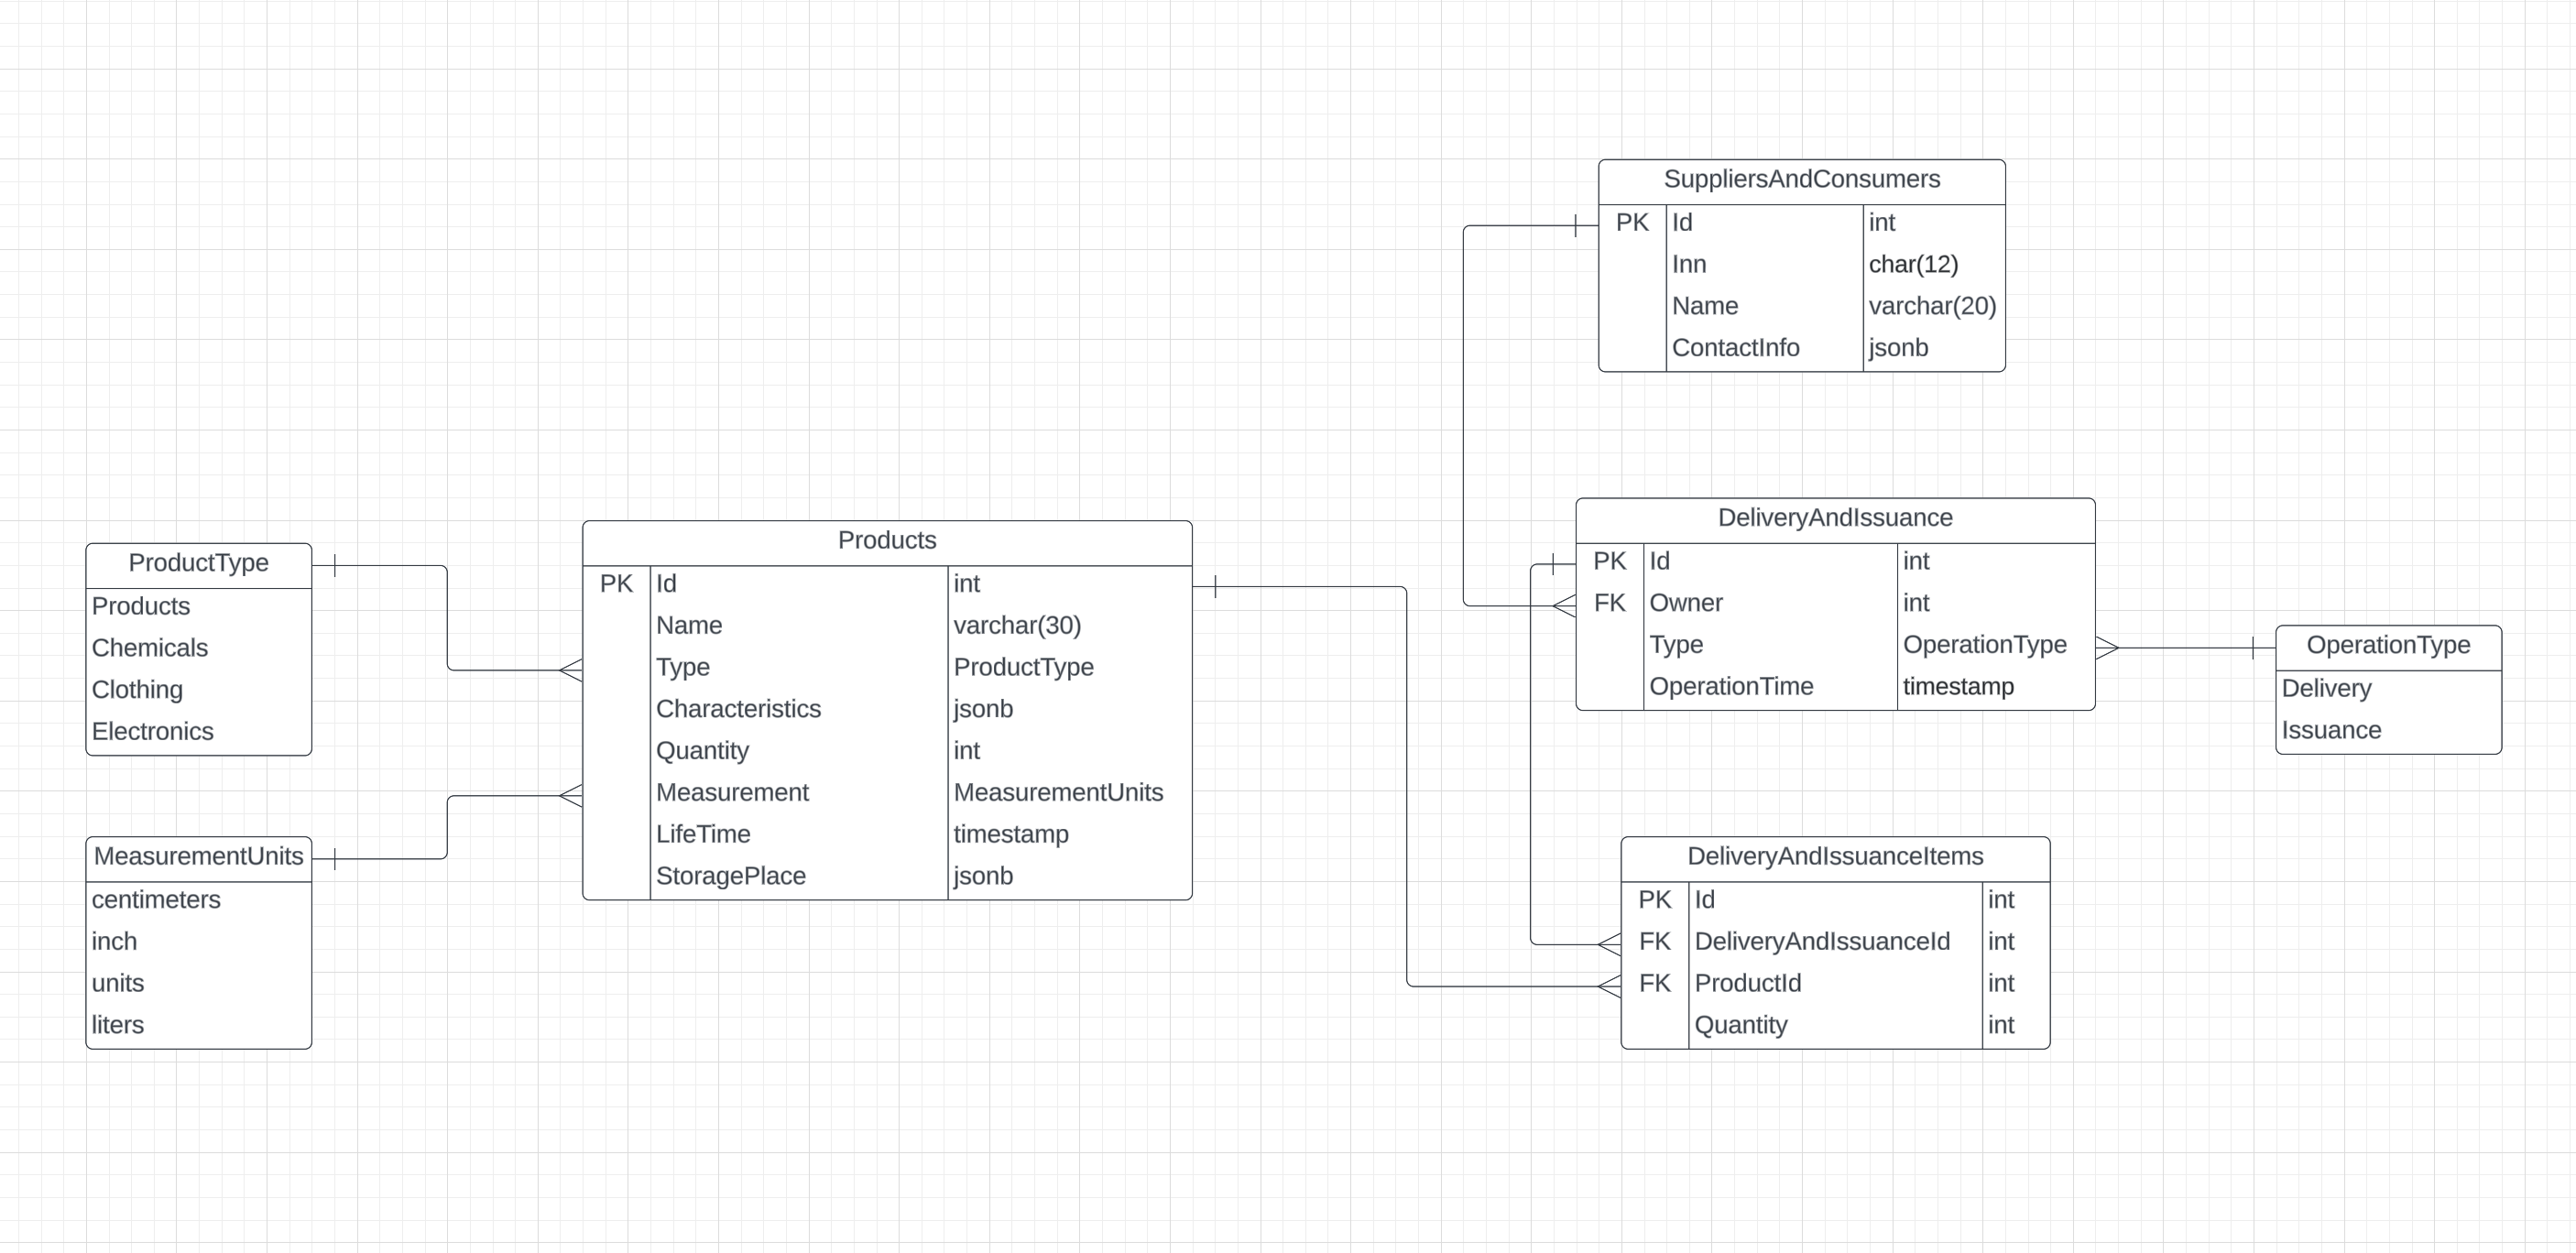 SuppliersAndConsumers
PK Id int
Inn char(12)
Name varchar(20)
ContactInfo jsonb
ProductType
Products
Chemicals
Clothing
Electronics
MeasurementUnits
centimeters
inch
units
liters
Products
PK Id int
Name varchar(30)
Type ProductType
Characteristics jsonb
Quantity int
Measurement MeasurementUnits
LifeTime timestamp
StoragePlace jsonb
DeliveryAndIssuance
PK Id int
FK Owner int
Type OperationType
OperationTime timestamp
OperationType
Delivery
Issuance
DeliveryAndIssuanceItems
PK Id int
FK DeliveryAndIssuanceId int
FK ProductId int
Quantity int